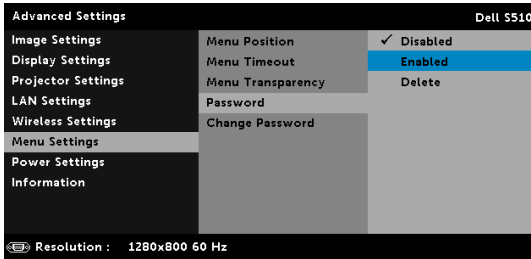 Advanced Settings Dell S510
Image Settings
Display Settings
Projector Settings
LAN Settings
Wireless Settings
Menu Settings
Power Settings
Information
Menu Position
Menu Timeout
Menu Transparency
Password
Change Password
✓ Disabled
Enabled
Delete
Resolution : 1280x800 60 Hz